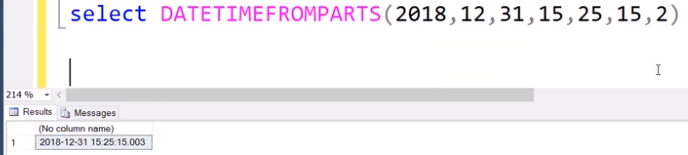 select DATETIMEFROMPARTS(2018,12,31,15,25,15,2)
214 %
Results Messages
(No column name)
1 2018-12-31 15:25:15.003